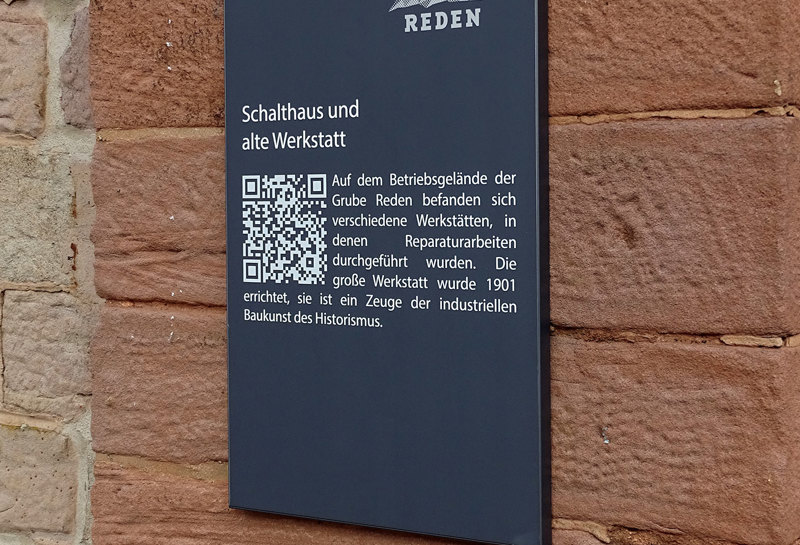 REDEN
Schalthaus und
alte Werkstatt
Auf dem Betriebsgelände der
Grube Reden befanden sich
verschiedene Werkstätten, in
denen Reparaturarbeiten
durchgeführt wurden. Die
große Werkstatt wurde 1901
errichtet, sie ist ein Zeuge der industriellen
Baukunst des Historismus.